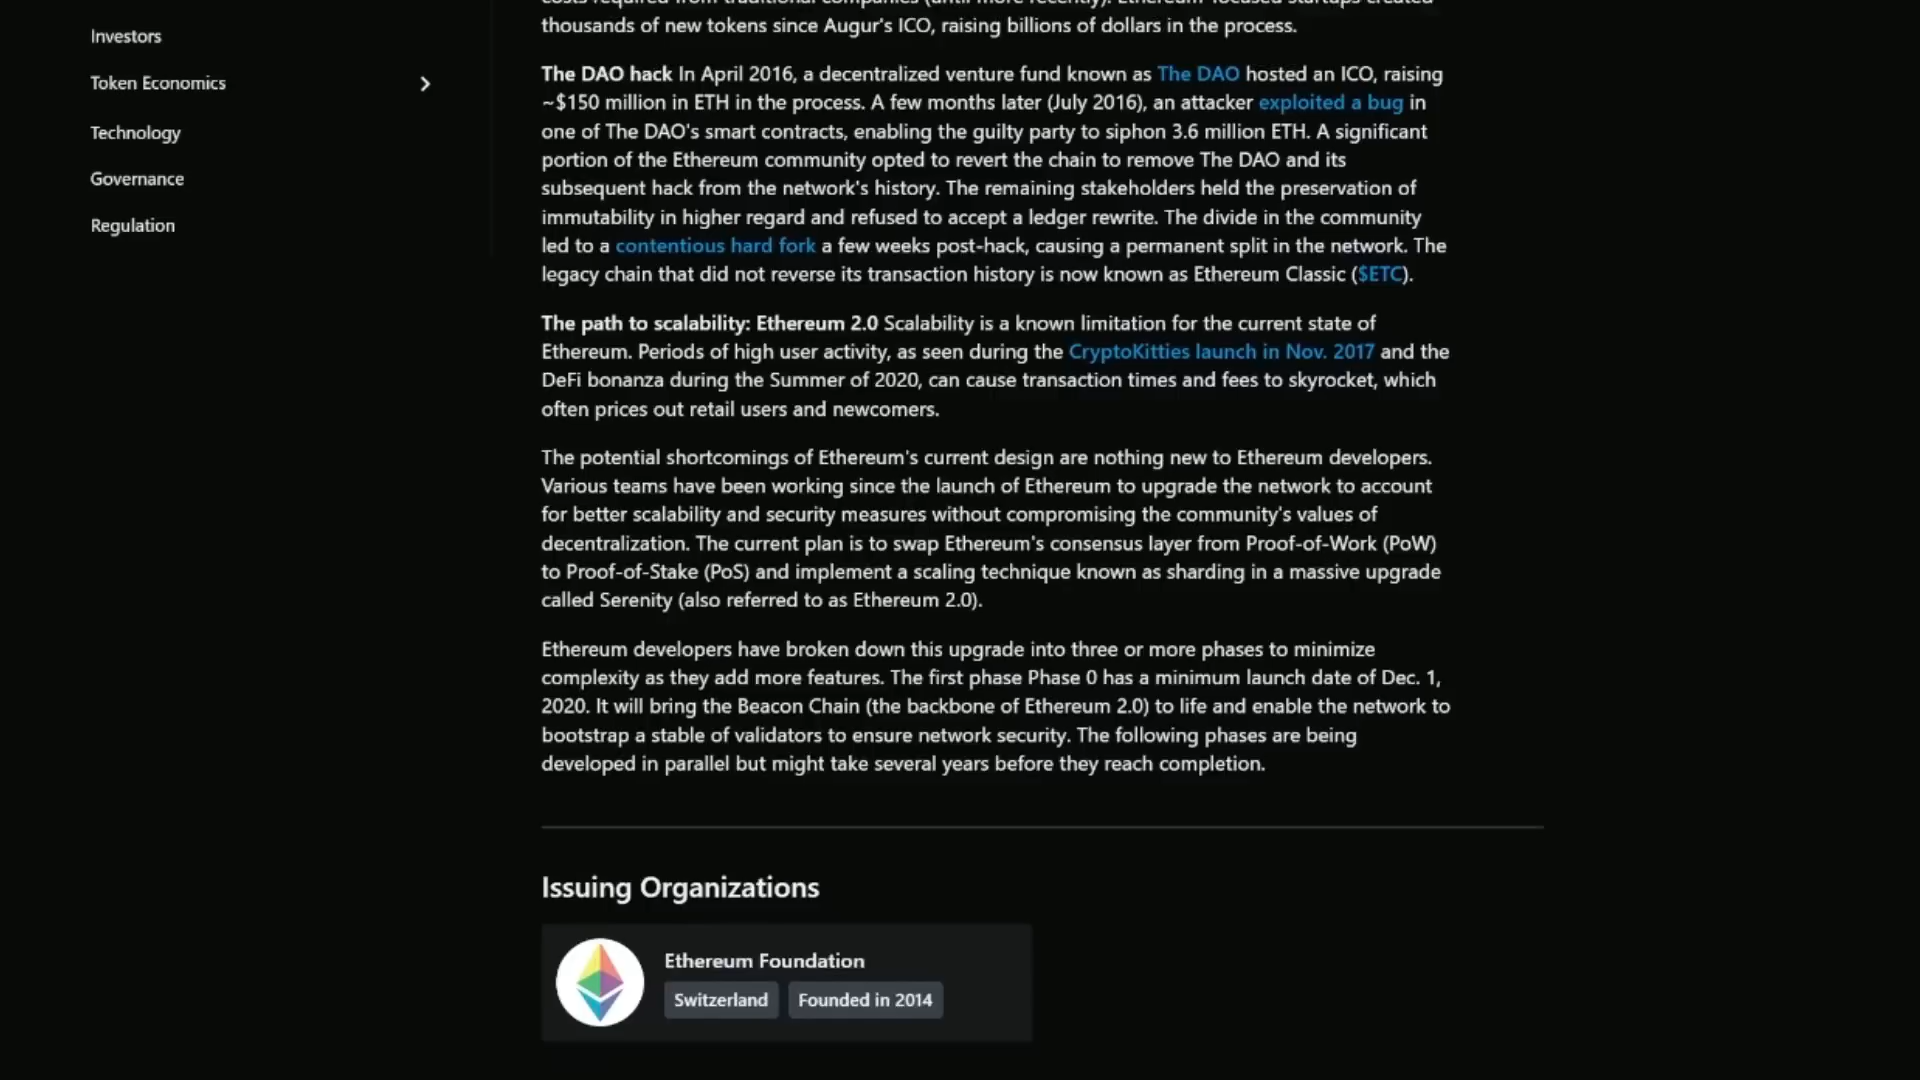 Investors
Token Economics
Technology
Governance
Regulation
thousands of new tokens since Augur's ICO, raising billions of dollars in the process.
The DAO hack In April 2016, a decentralized venture fund known as The DAO hosted an ICO, raising
~$150 million in ETH in the process. A few months later (July 2016), an attacker exploited a bug in
one of The DAO's smart contracts, enabling the guilty party to siphon 3.6 million ETH. A significant
portion of the Ethereum community opted to revert the chain to remove The DAO and its
subsequent hack from the network's history. The remaining stakeholders held the preservation of
immutability in higher regard and refused to accept a ledger rewrite. The divide in the community
led to a contentious hard fork a few weeks post-hack, causing a permanent split in the network. The
legacy chain that did not reverse its transaction history is now known as Ethereum Classic ($ETC).
The path to scalability: Ethereum 2.0 Scalability is a known limitation for the current state of
Ethereum. Periods of high user activity, as seen during the CryptoKitties launch in Nov. 2017 and the
DeFi bonanza during the Summer of 2020, can cause transaction times and fees to skyrocket, which
often prices out retail users and newcomers.
The potential shortcomings of Ethereum's current design are nothing new to Ethereum developers.
Various teams have been working since the launch of Ethereum to upgrade the network to account
for better scalability and security measures without compromising the community's values of
decentralization. The current plan is to swap Ethereum's consensus layer from Proof-of-Work (PoW)
to Proof-of-Stake (PoS) and implement a scaling technique known as sharding in a massive upgrade
called Serenity (also referred to as Ethereum 2.0).
Ethereum developers have broken down this upgrade into three or more phases to minimize
complexity as they add more features. The first phase Phase 0 has a minimum launch date of Dec. 1,
2020. It will bring the Beacon Chain (the backbone of Ethereum 2.0) to life and enable the network to
bootstrap a stable of validators to ensure network security. The following phases are being
developed in parallel but might take several years before they reach completion.
Issuing Organizations
Ethereum Foundation
Switzerland
Founded in 2014